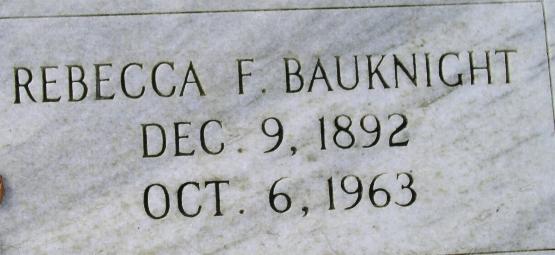 REBECCA F. BAUKNIGHT
DEC. 9, 1892
OCT. 6, 1963